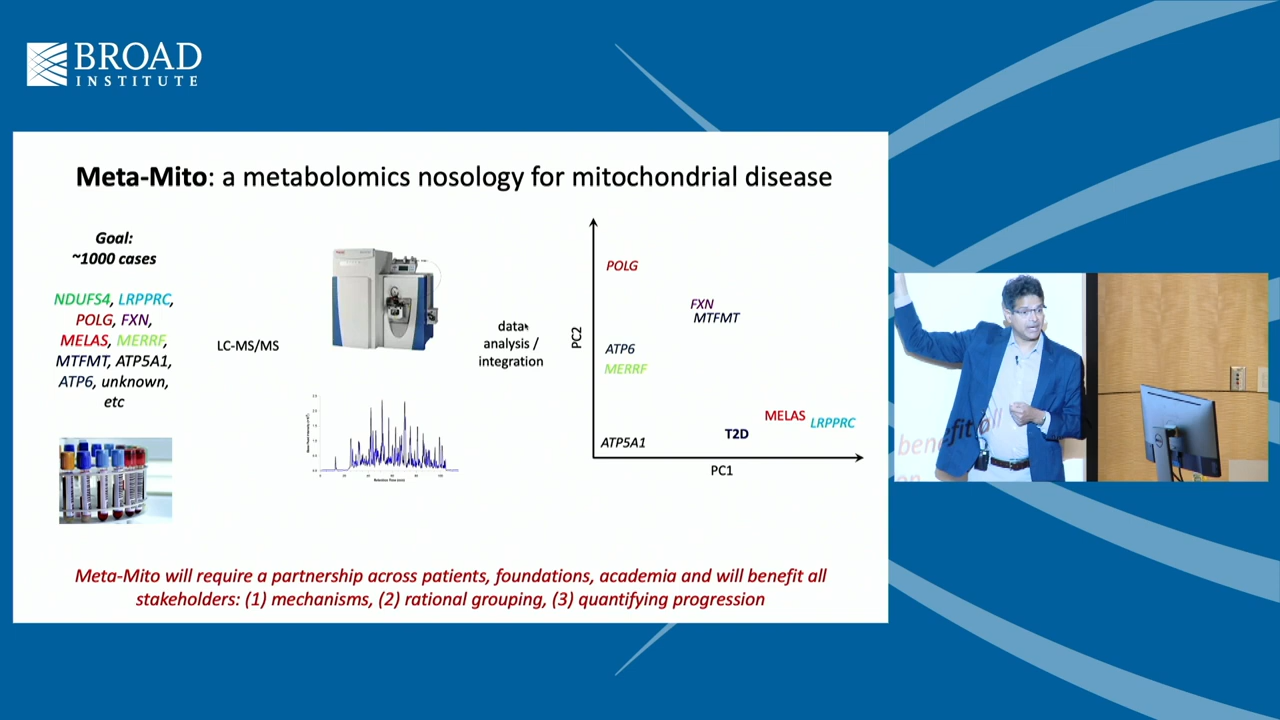 BROAD
INSTITUTE
Meta-Mito: a metabolomics nosology for mitochondrial disease
Goal:
~1000 cases
NDUFS4, LRPPRC,
POLG, FXN,
MELAS, MERRF,
MTFMT, ATP5A1,
ATP6, unknown,
etc
LC-MS/MS
data
analysis /
integration
PC2
POLG
FXN
MTFMT
ATP6
MERRF
MELAS
LRPPRC
T2D
ATP5A1
PC1
Meta-Mito will require a partnership across patients, foundations, academia and will benefit all
stakeholders: (1) mechanisms, (2) rational grouping, (3) quantifying progression
benefit all
on